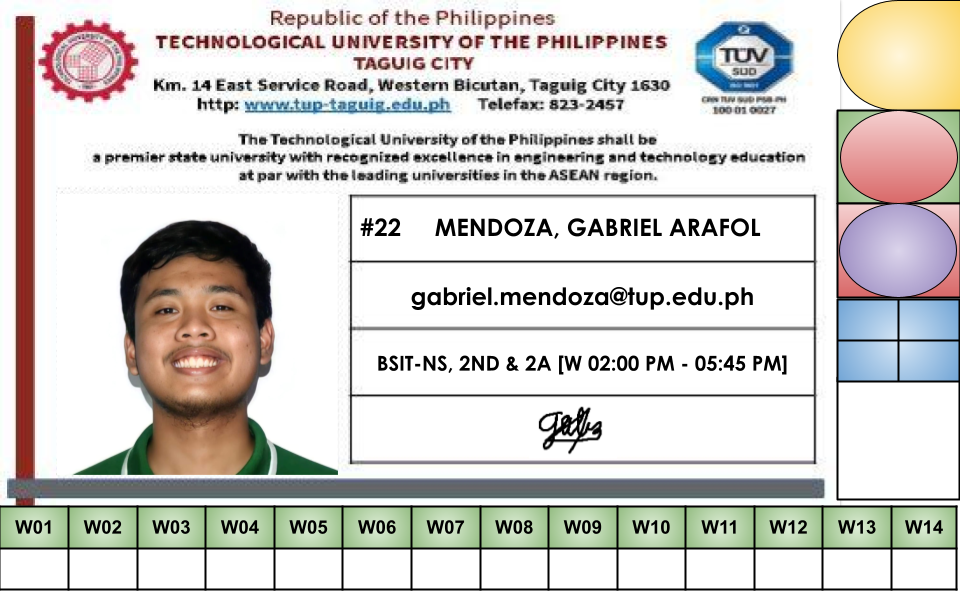 Republic of the Philippines
TECHNOLOGICAL UNIVERSITY OF THE PHILIPPINES
TAGUIG CITY
Km. 14 East Service Road, Western Bicutan, Taguig City 1630
http: www.tup-taguig.edu.ph Telefax: 823-2457
TÜV
SUD
ISO 9001
CRN TUV SUD PSB-PH
100 01 0027
The Technological University of the Philippines shall be
a premier state university with recognized excellence in engineering and technology education
at par with the leading universities in the ASEAN region.
#22 MENDOZA, GABRIEL ARAFOL
gabriel.mendoza@tup.edu.ph
BSIT-NS, 2ND & 2A [W 02:00 PM - 05:45 PM]
W01 W02 W03 W04 W05 W06 W07 W08 W09 W10 W11 W12 W13 W14